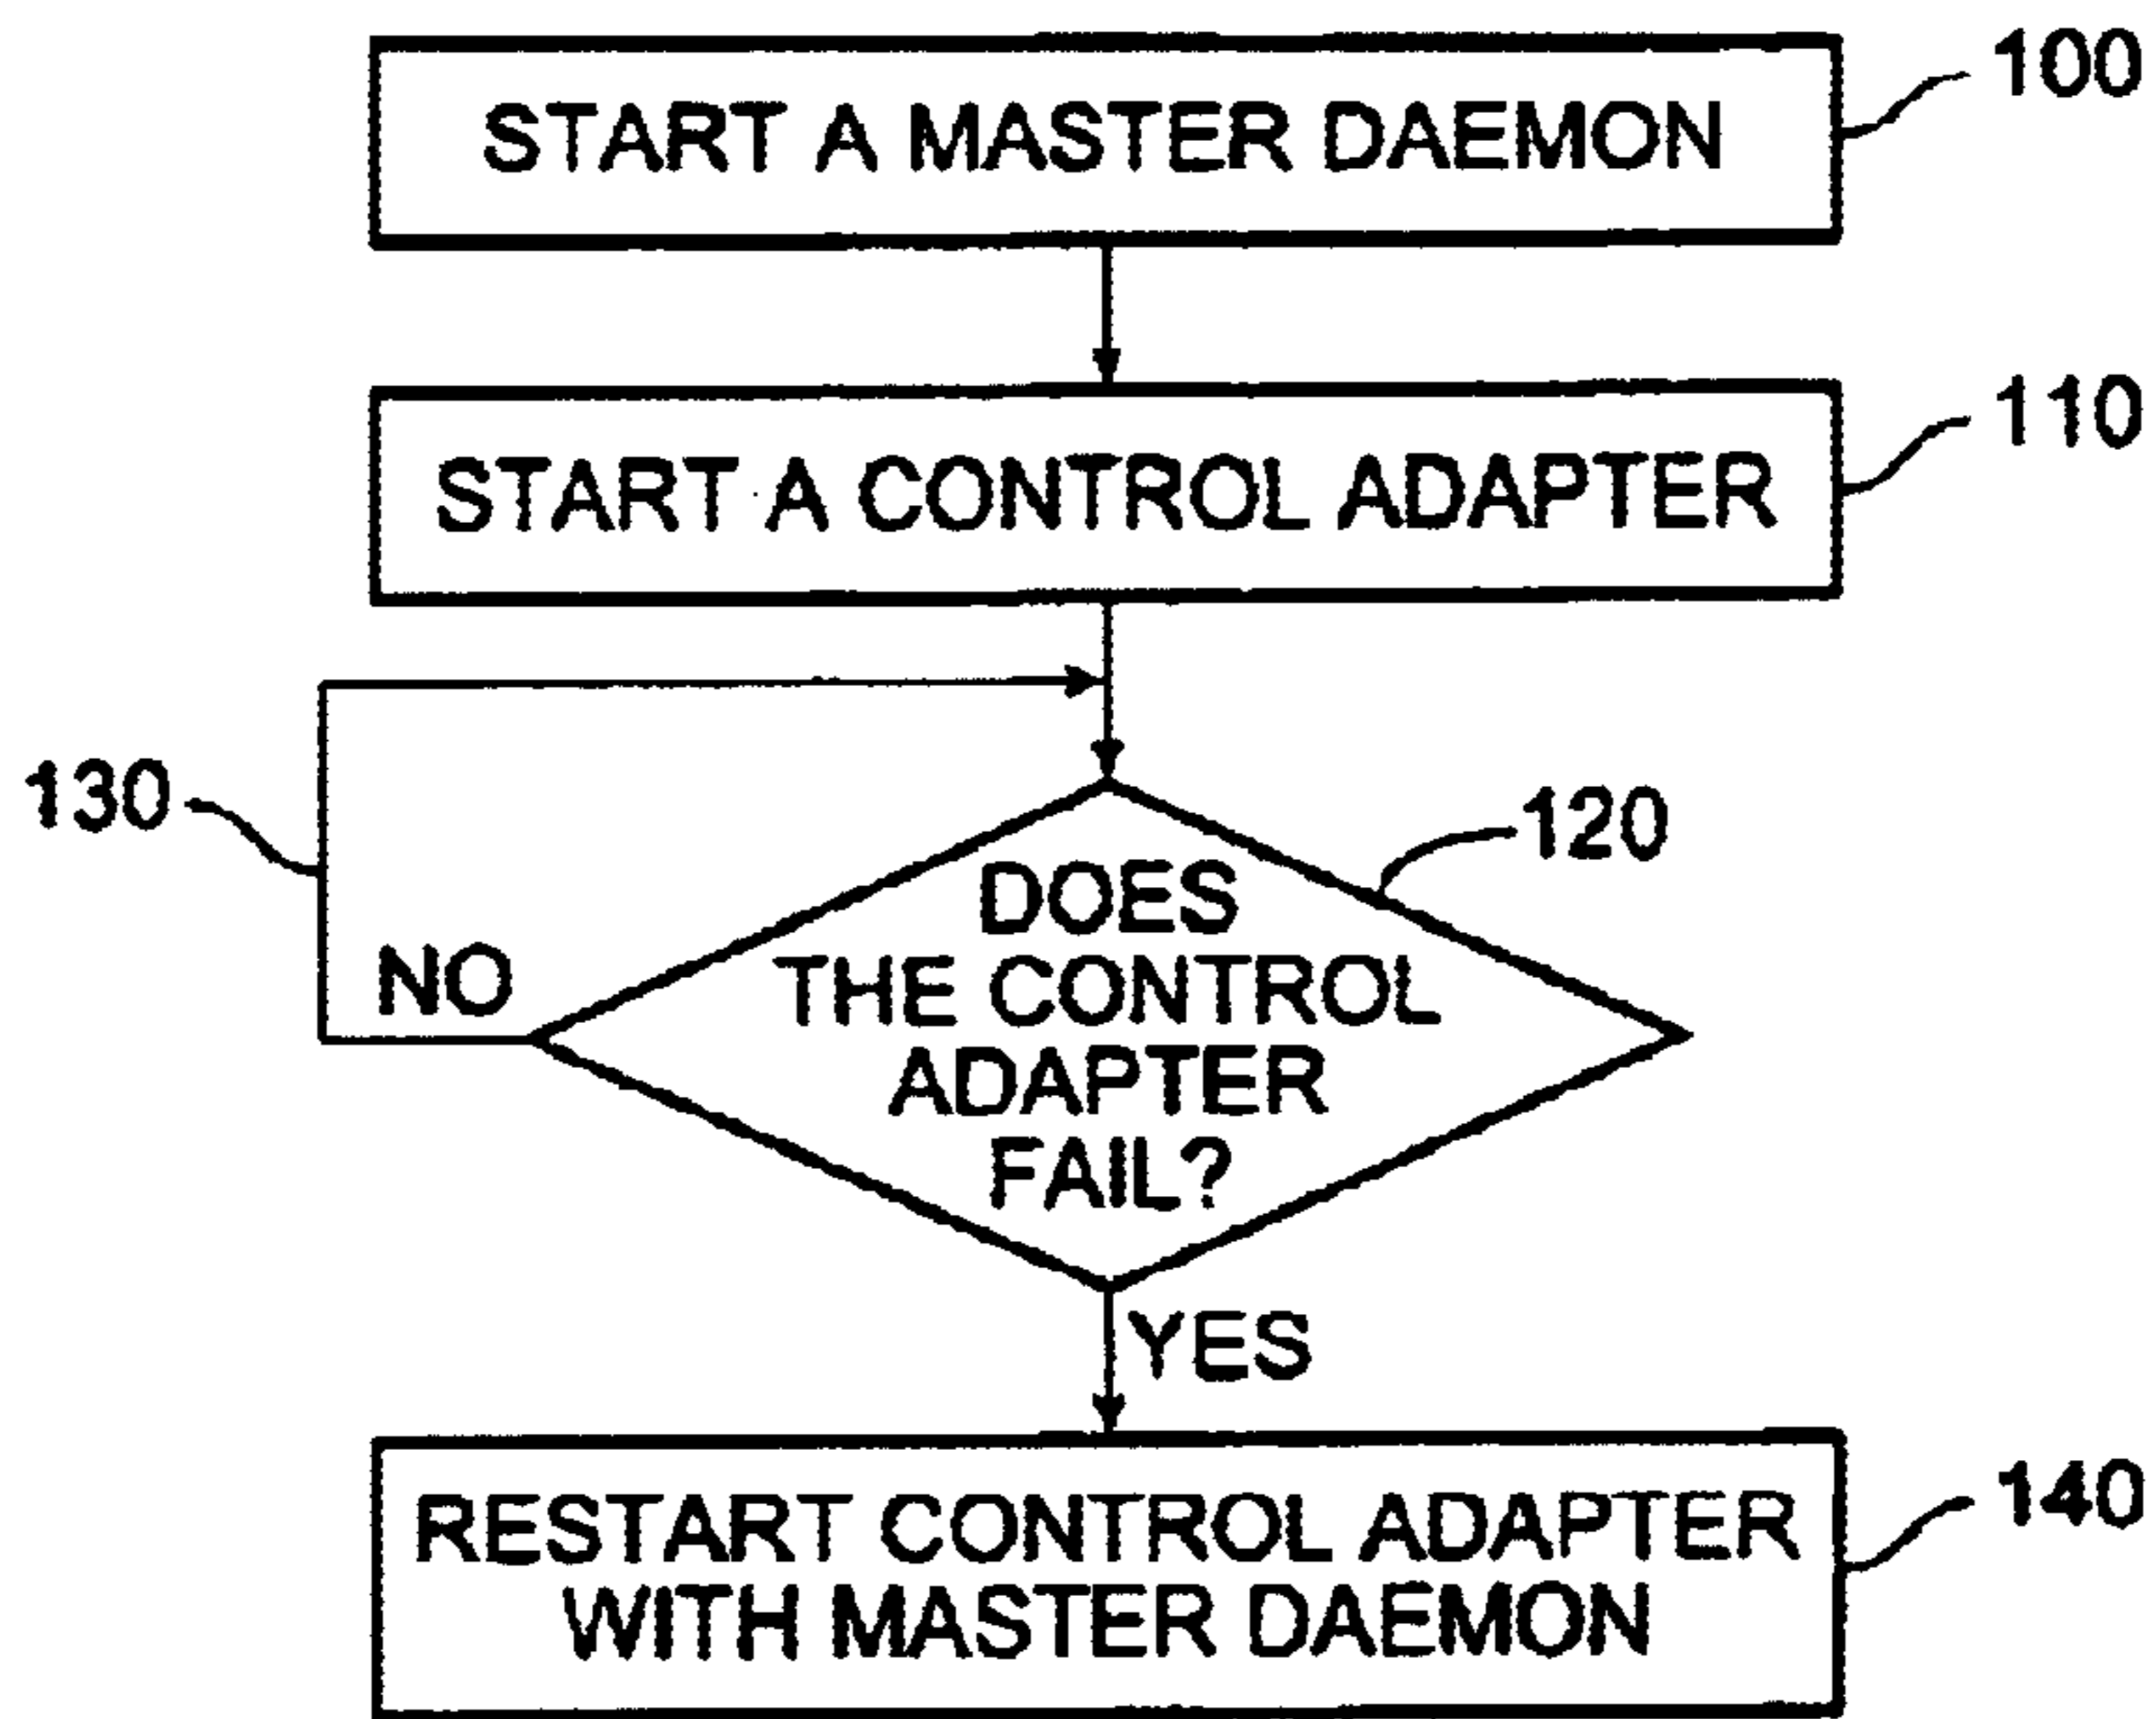 START A MASTER DAEMON
100
START A CONTROL ADAPTER
110
130
120
DOES
THE CONTROL
ADAPTER
FAIL?
NO
YES
RESTART CONTROL ADAPTER
WITH MASTER DAEMON
140